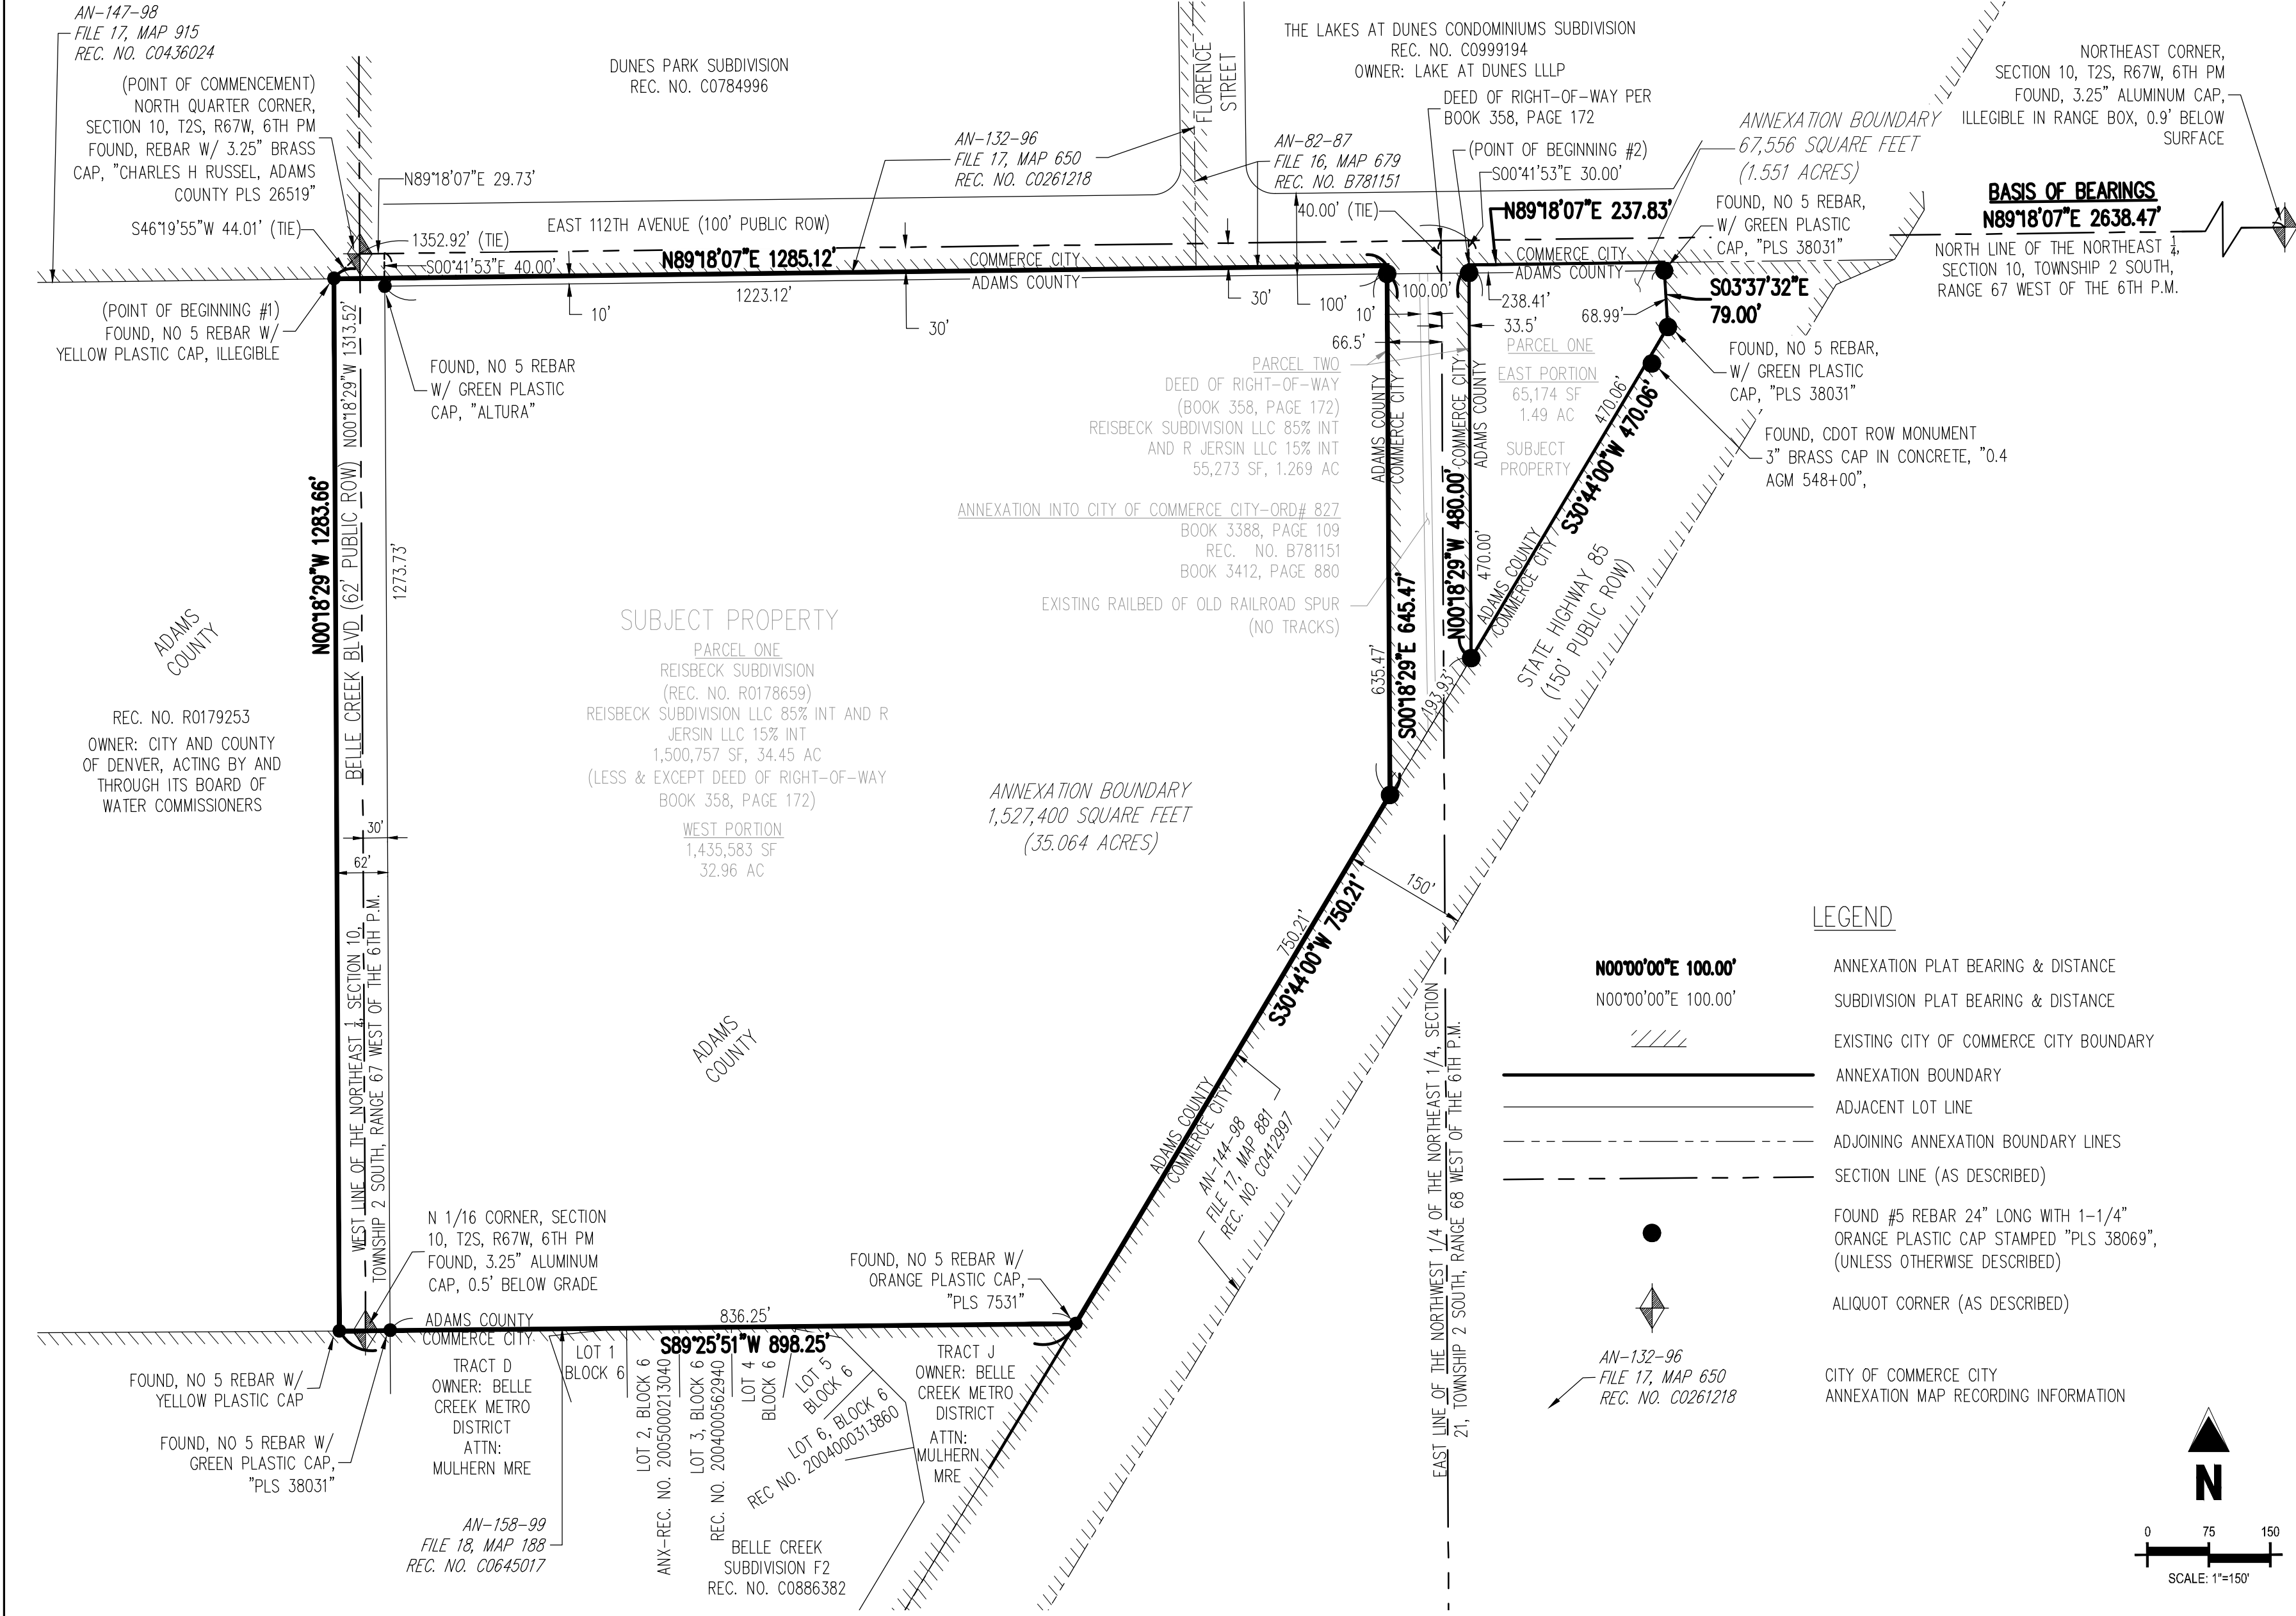 AN-147-98
FILE 17, MAP 915
REC. NO. C0436024
(POINT OF COMMENCEMENT)
NORTH QUARTER CORNER,
SECTION 10, T2S, R67W, 6TH PM
FOUND, REBAR W/ 3.25" BRASS
CAP, "CHARLES H RUSSEL, ADAMS
COUNTY PLS 26519"
S46°19'55"W 44.01' (TIE)
DUNES PARK SUBDIVISION
REC. NO. C0784996
N89°18'07"E 29.73'
1352.92' (TIE)
S00°41'53"E 40.00'
EAST 112TH AVENUE (100' PUBLIC ROW)
N89°18'07"E 1285.12'
1223.12'
10'
30'
COMMERCE CITY
ADAMS COUNTY
30'
100'
AN-132-96
FILE 17, MAP 650
REC. NO. C0261218
FLORENCE
STREET
AN-82-87
FILE 16, MAP 679
REC. NO. B781151
THE LAKES AT DUNES CONDOMINIUMS SUBDIVISION
REC. NO. C0999194
OWNER: LAKE AT DUNES LLLP
DEED OF RIGHT-OF-WAY PER
BOOK 358, PAGE 172
(POINT OF BEGINNING #2)
S00°41'53"E 30.00'
40.00' (TIE)
N89°18'07"E 237.83'
COMMERCE CITY
ADAMS COUNTY
100.00'
238.41'
10'
33.5'
66.5'
ANNEXATION BOUNDARY
67,556 SQUARE FEET
(1.551 ACRES)
FOUND, NO 5 REBAR,
W/ GREEN PLASTIC
CAP, "PLS 38031"
NORTHEAST CORNER,
SECTION 10, T2S, R67W, 6TH PM
FOUND, 3.25" ALUMINUM CAP,
ILLEGIBLE IN RANGE BOX, 0.9' BELOW
SURFACE
BASIS OF BEARINGS
N89°18'07"E 2638.47'
NORTH LINE OF THE NORTHEAST 1/4,
SECTION 10, TOWNSHIP 2 SOUTH,
RANGE 67 WEST OF THE 6TH P.M.
S03°37'32"E
79.00'
68.99'
FOUND, NO 5 REBAR,
W/ GREEN PLASTIC
CAP, "PLS 38031"
FOUND, CDOT ROW MONUMENT
3" BRASS CAP IN CONCRETE, "0.4
AGM 548+00",
(POINT OF BEGINNING #1)
FOUND, NO 5 REBAR W/
YELLOW PLASTIC CAP, ILLEGIBLE
FOUND, NO 5 REBAR
W/ GREEN PLASTIC
CAP, "ALTURA"
PARCEL ONE
EAST PORTION
65,174 SF
1.49 AC
SUBJECT
PROPERTY
PARCEL TWO
DEED OF RIGHT-OF-WAY
(BOOK 358, PAGE 172)
REISBECK SUBDIVISION LLC 85% INT
AND R JERSIN LLC 15% INT
55,273 SF, 1.269 AC
ANNEXATION INTO CITY OF COMMERCE CITY-ORD# 827
BOOK 3388, PAGE 109
REC. NO. B781151
BOOK 3412, PAGE 880
EXISTING RAILBED OF OLD RAILROAD SPUR
(NO TRACKS)
ADAMS COUNTY
COMMERCE CITY
S00°18'29"E 645.47'
635.47'
COMMERCE CITY
ADAMS COUNTY
N00°18'29"W 480.00'
470.00'
193.93'
470.06'
S30°44'00"W 470.06'
ADAMS COUNTY
COMMERCE CITY
STATE HIGHWAY 85
(150' PUBLIC ROW)
N00°18'29"W 1283.66'
BELLE CREEK BLVD (62' PUBLIC ROW)
N00°18'29"W 1313.52'
1273.73'
ADAMS
COUNTY
REC. NO. R0179253
OWNER: CITY AND COUNTY
OF DENVER, ACTING BY AND
THROUGH ITS BOARD OF
WATER COMMISSIONERS
30'
62'
WEST LINE OF THE NORTHEAST 1/4, SECTION 10,
TOWNSHIP 2 SOUTH, RANGE 67 WEST OF THE 6TH P.M.
SUBJECT PROPERTY
PARCEL ONE
REISBECK SUBDIVISION
(REC. NO. R0178659)
REISBECK SUBDIVISION LLC 85% INT AND R
JERSIN LLC 15% INT
1,500,757 SF, 34.45 AC
(LESS & EXCEPT DEED OF RIGHT-OF-WAY
BOOK 358, PAGE 172)
WEST PORTION
1,435,583 SF
32.96 AC
ANNEXATION BOUNDARY
1,527,400 SQUARE FEET
(35.064 ACRES)
ADAMS
COUNTY
150'
750.21'
S30°44'00"W 750.21'
ADAMS COUNTY
COMMERCE CITY
AN-144-98
FILE 17, MAP 881
REC. NO. C0412997
EAST LINE OF THE NORTHWEST 1/4 OF THE NORTHEAST 1/4, SECTION
21, TOWNSHIP 2 SOUTH, RANGE 68 WEST OF THE 6TH P.M.
N 1/16 CORNER, SECTION
10, T2S, R67W, 6TH PM
FOUND, 3.25" ALUMINUM
CAP, 0.5' BELOW GRADE
FOUND, NO 5 REBAR W/
ORANGE PLASTIC CAP,
"PLS 7531"
ADAMS COUNTY
COMMERCE CITY
836.25'
S89°25'51"W 898.25'
FOUND, NO 5 REBAR W/
YELLOW PLASTIC CAP
FOUND, NO 5 REBAR W/
GREEN PLASTIC CAP,
"PLS 38031"
TRACT D
OWNER: BELLE
CREEK METRO
DISTRICT
ATTN:
MULHERN MRE
AN-158-99
FILE 18, MAP 188
REC. NO. C0645017
LOT 1
BLOCK 6
LOT 2, BLOCK 6
ANX-REC. NO. 20050000213040
LOT 3, BLOCK 6
REC. NO. 2004000562940
LOT 4
BLOCK 6
LOT 5
BLOCK 6
LOT 6, BLOCK 6
REC NO. 2004000313860
TRACT J
OWNER: BELLE
CREEK METRO
DISTRICT
ATTN:
MULHERN
MRE
BELLE CREEK
SUBDIVISION F2
REC. NO. C0886382
LEGEND
N00°00'00"E 100.00' ANNEXATION PLAT BEARING & DISTANCE
N00°00'00"E 100.00' SUBDIVISION PLAT BEARING & DISTANCE
EXISTING CITY OF COMMERCE CITY BOUNDARY
ANNEXATION BOUNDARY
ADJACENT LOT LINE
ADJOINING ANNEXATION BOUNDARY LINES
SECTION LINE (AS DESCRIBED)
FOUND #5 REBAR 24" LONG WITH 1-1/4"
ORANGE PLASTIC CAP STAMPED "PLS 38069",
(UNLESS OTHERWISE DESCRIBED)
ALIQUOT CORNER (AS DESCRIBED)
AN-132-96
FILE 17, MAP 650
REC. NO. C0261218
CITY OF COMMERCE CITY
ANNEXATION MAP RECORDING INFORMATION
N
0 75 150
SCALE: 1"=150'